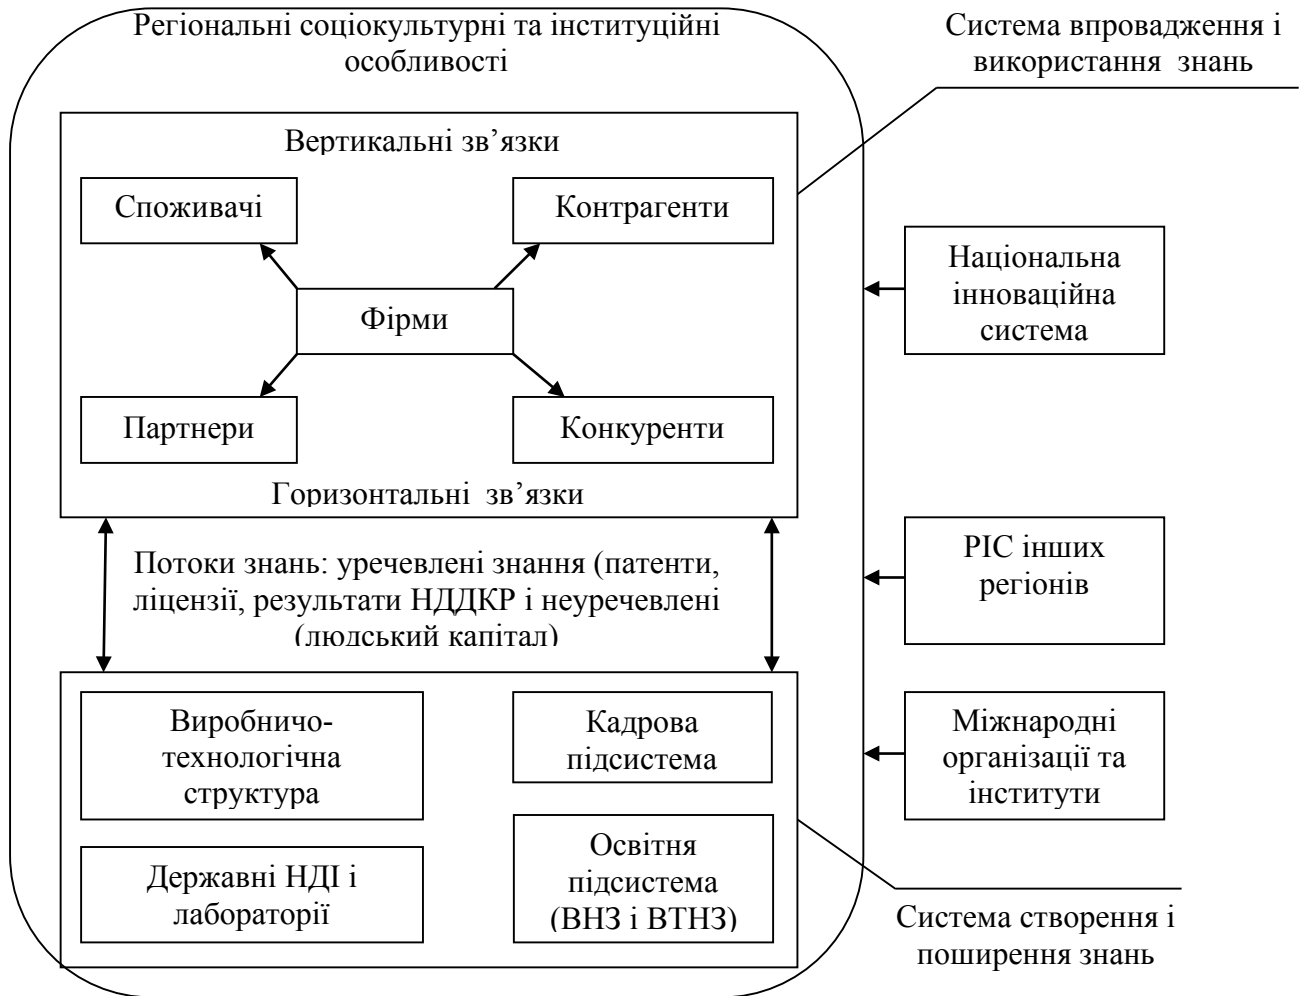 Регіональні соціокультурні та інституційні
особливості
Система впровадження і
використання знань
Вертикальні зв’язки
Споживачі
Контрагенти
Фірми
Партнери
Конкуренти
Горизонтальні зв’язки
Національна
інноваційна
система
Потоки знань: уречевлені знання (патенти,
ліцензії, результати НДДКР і неуречевлені
(людський капітал)
РІС інших
регіонів
Виробничо-
технологічна
структура
Кадрова
підсистема
Міжнародні
організації та
інститути
Державні НДІ і
лабораторії
Освітня
підсистема
(ВНЗ і ВТНЗ)
Система створення і
поширення знань